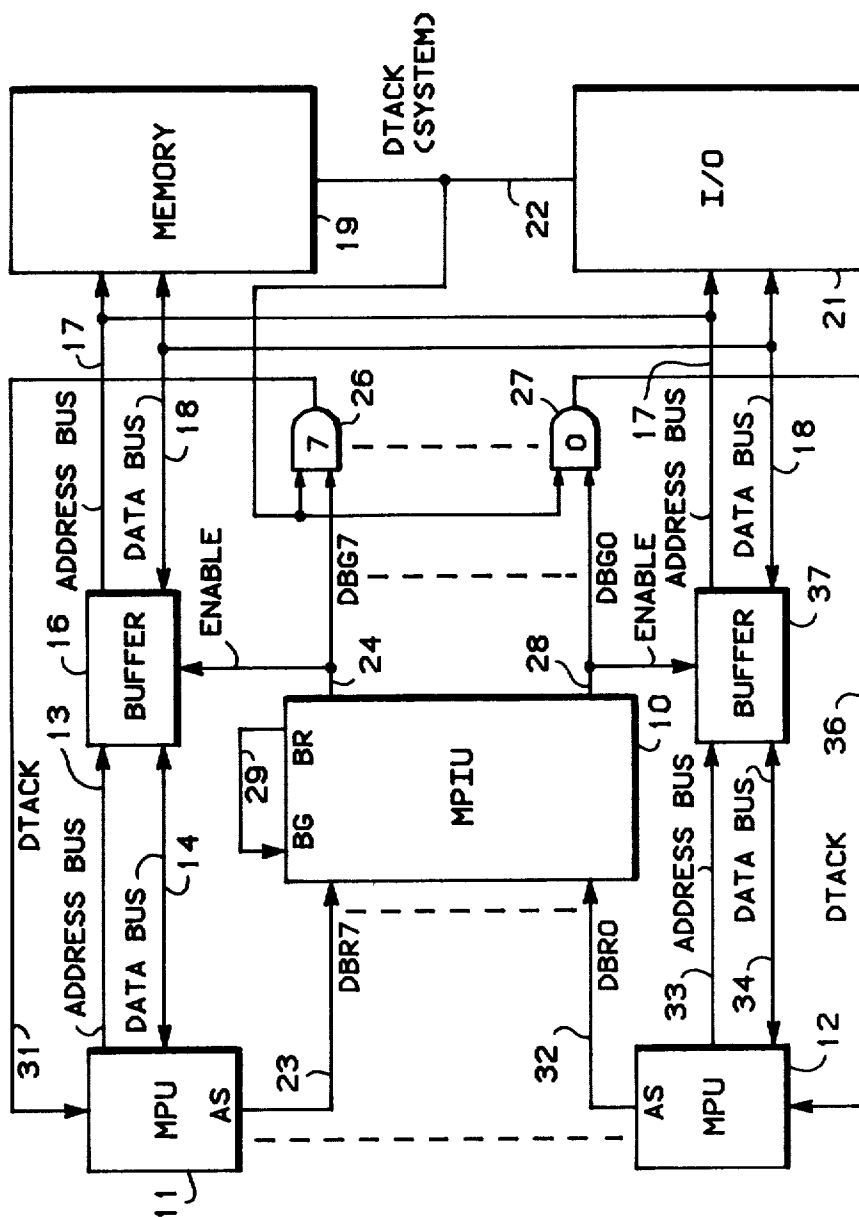 31
DTACK
ADDRESS BUS
13
16
ADDRESS BUS
17
MEMORY
19
MPU
AS
11
DATA BUS
14
BUFFER
DATA BUS
18
ENABLE
DTACK
(SYSTEM)
23
DBR7
29
BG
BR
MPIU
10
24
DBG7
7
26
22
32
DBR0
28
DBG0
0
27
ENABLE
33
ADDRESS BUS
ADDRESS BUS
17
I/O
21
AS
MPU
12
34
DATA BUS
BUFFER
37
DATA BUS
18
DTACK
36